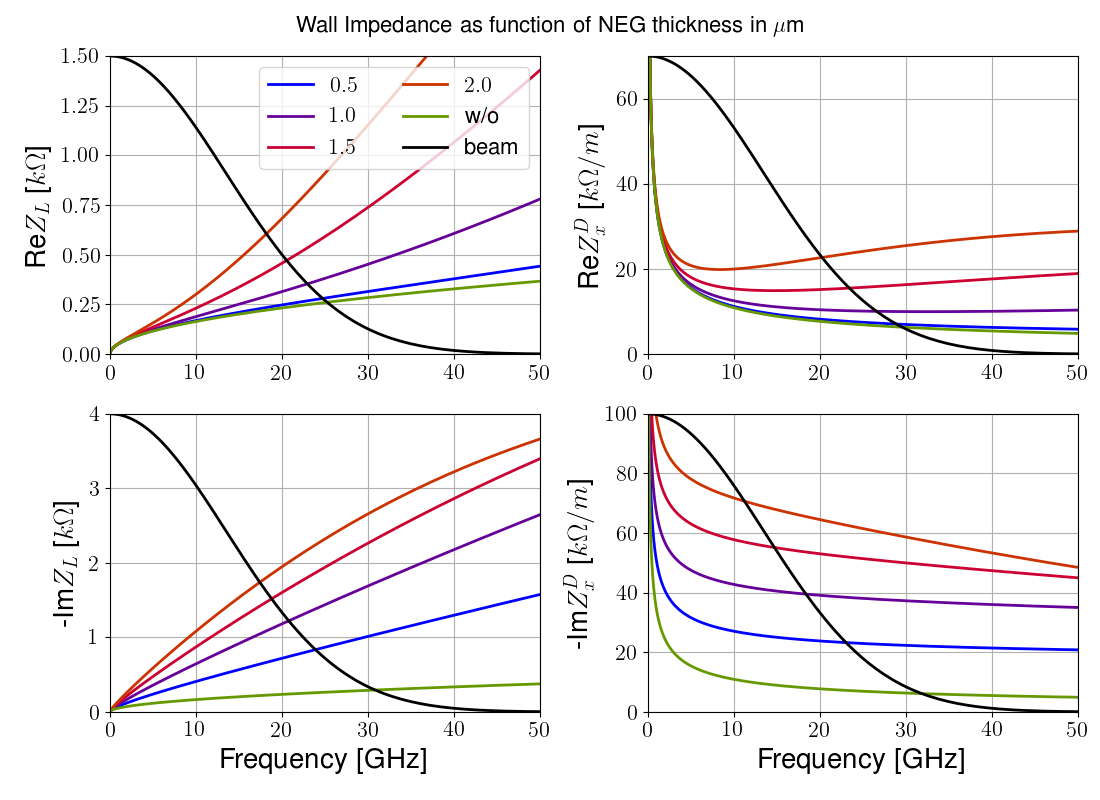 Wall Impedance as function of NEG thickness in μm
ReZ_L [kΩ]
1.50
1.25
1.00
0.75
0.50
0.25
0.00
0 10 20 30 40 50
0.5 2.0
1.0 w/o
1.5 beam
ReZ_x^D [kΩ/m]
60
40
20
0
0 10 20 30 40 50
-ImZ_L [kΩ]
4
3
2
1
0
0 10 20 30 40 50
Frequency [GHz]
-ImZ_x^D [kΩ/m]
100
80
60
40
20
0
0 10 20 30 40 50
Frequency [GHz]